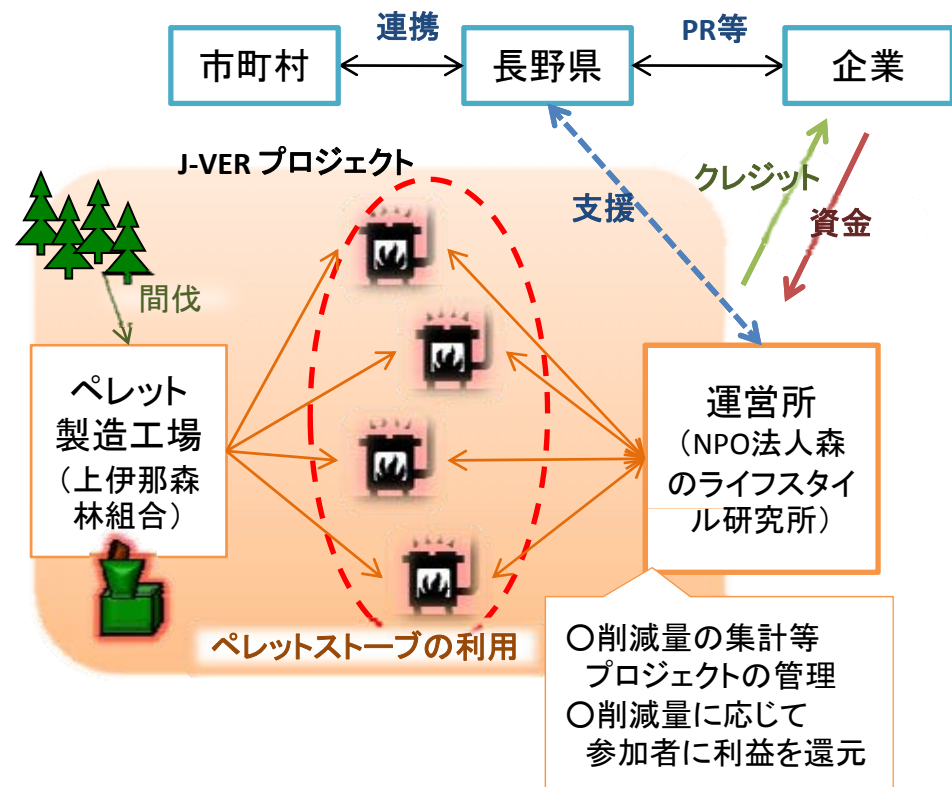 連携
PR等
市町村
長野県
企業
J-VER プロジェクト
クレジット
支援
資金
間伐
ペレット
製造工場
(上伊那森
林組合)
運営所
(NPO法人森
のライフスタイ
ル研究所)
ペレットストーブの利用
○削減量の集計等
プロジェクトの管理
○削減量に応じて
参加者に利益を還元